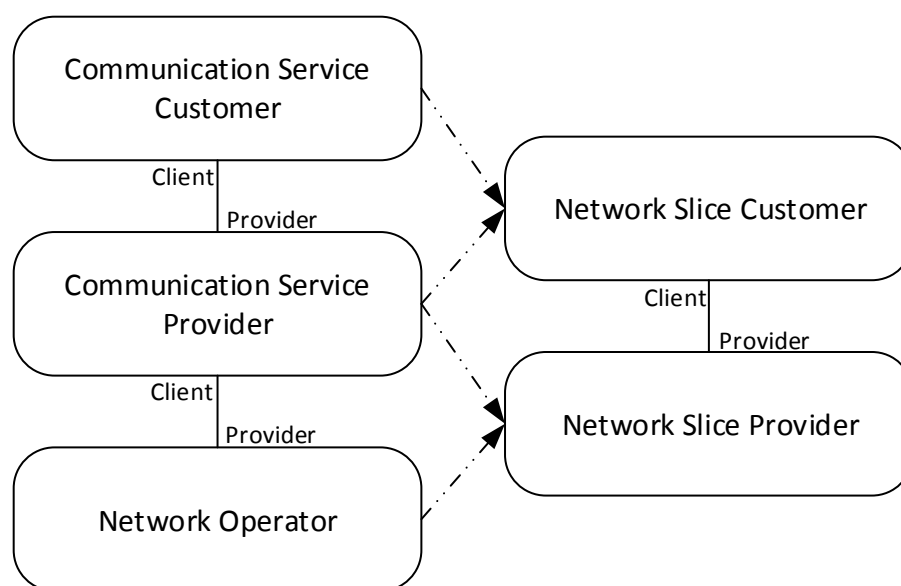 Communication Service
Customer
Client
Provider
Communication Service
Provider
Client
Provider
Network Operator
Network Slice Customer
Client
Provider
Network Slice Provider